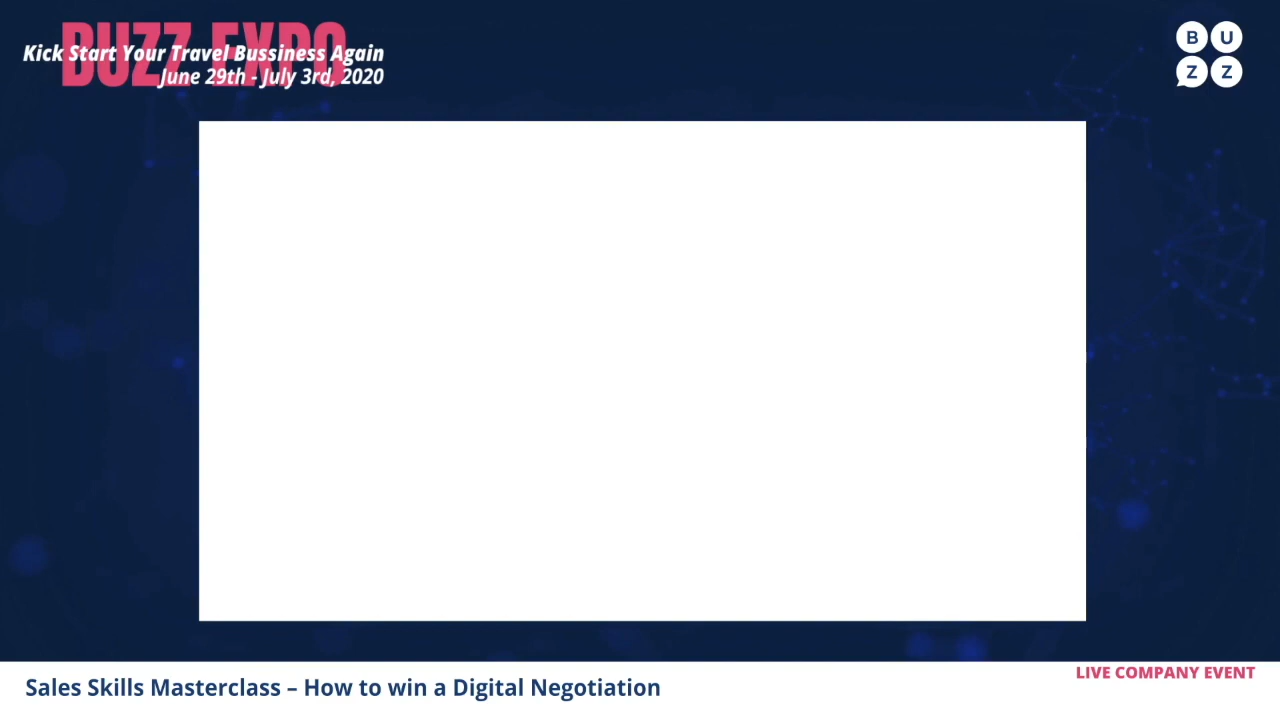 BUZZ EXPO
Kick Start Your Travel Bussiness Again
June 29th - July 3rd, 2020
B U
Z Z
LIVE COMPANY EVENT
Sales Skills Masterclass – How to win a Digital Negotiation